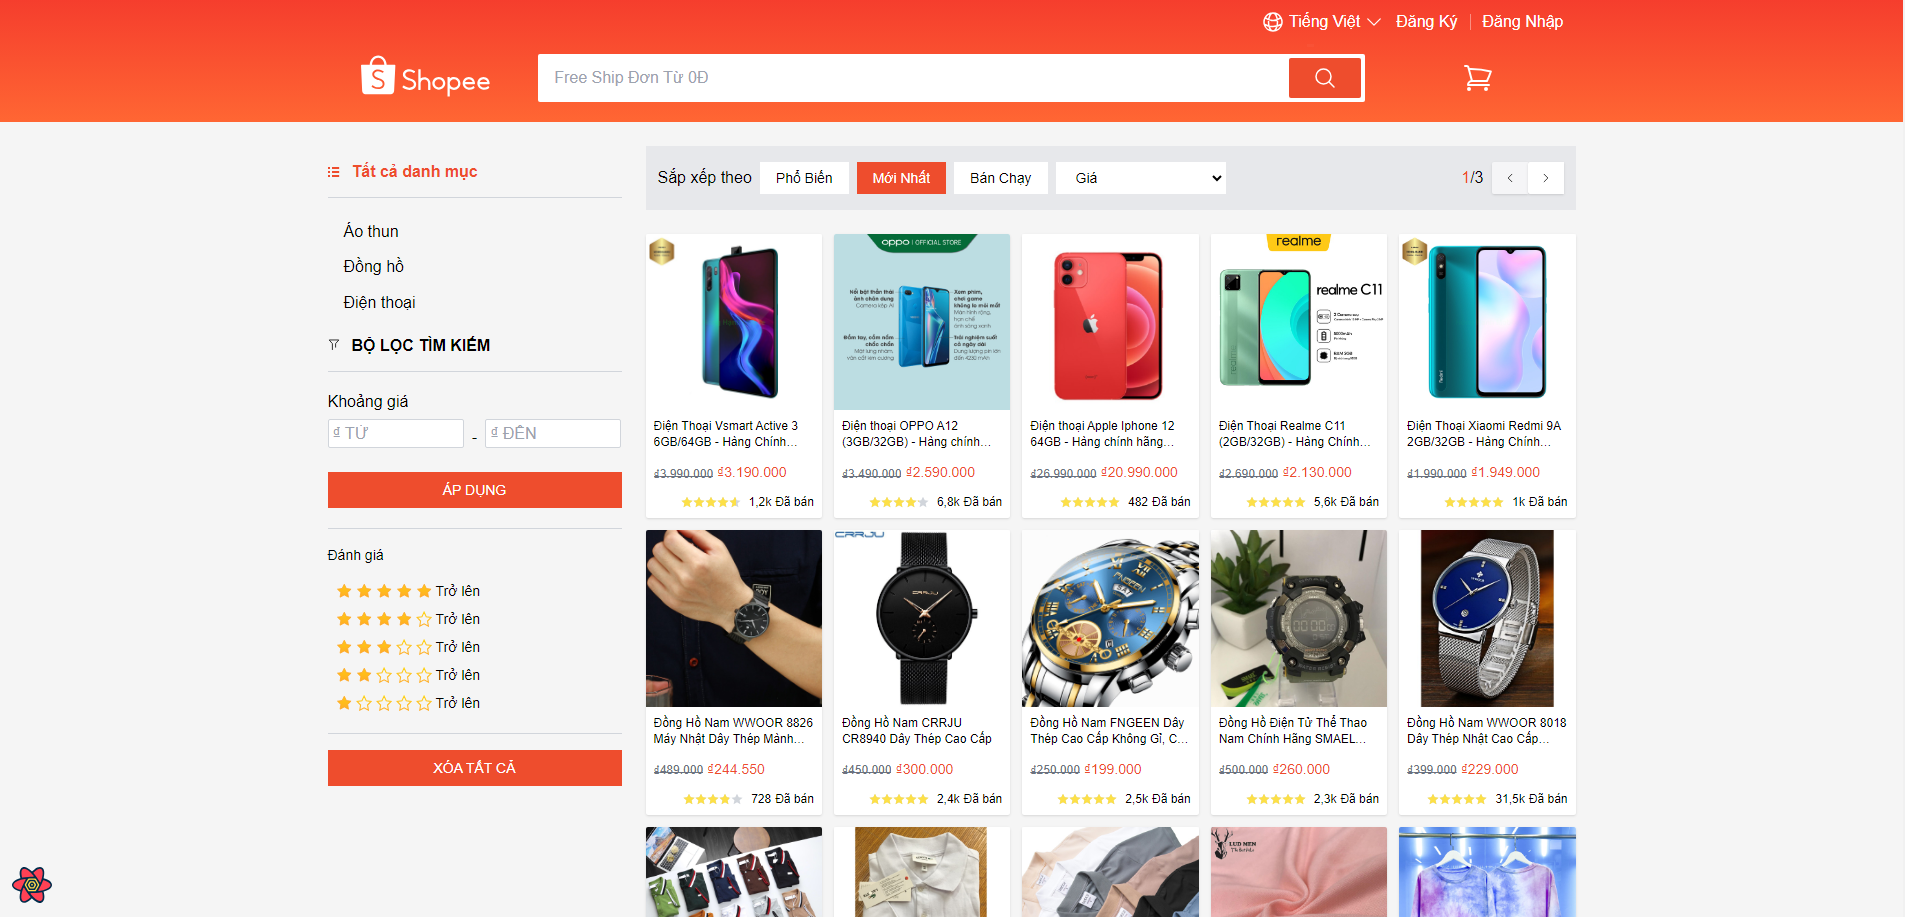 Tiếng Việt
Đăng Ký
Đăng Nhập
Shopee
Free Ship Đơn Từ 0Đ
Tất cả danh mục
Áo thun
Đồng hồ
Điện thoại
BỘ LỌC TÌM KIẾM
Khoảng giá
₫ TỪ - ₫ ĐẾN
ÁP DỤNG
Đánh giá
Trở lên
Trở lên
Trở lên
Trở lên
Trở lên
XÓA TẤT CẢ
Sắp xếp theo Phổ Biến Mới Nhất Bán Chạy Giá 1/3
oppo | OFFICIAL STORE
realme
realme C11
Điện Thoại Vsmart Active 3
6GB/64GB - Hàng Chính...
₫3.990.000 ₫3.190.000
1,2k Đã bán
Điện thoại OPPO A12
(3GB/32GB) - Hàng chính...
₫3.490.000 ₫2.590.000
6,8k Đã bán
Điện thoại Apple Iphone 12
64GB - Hàng chính hãng...
₫26.990.000 ₫20.990.000
482 Đã bán
Điện Thoại Realme C11
(2GB/32GB) - Hàng Chính...
₫2.690.000 ₫2.130.000
5,6k Đã bán
Điện Thoại Xiaomi Redmi 9A
2GB/32GB - Hàng Chính...
₫1.990.000 ₫1.949.000
1k Đã bán
CRRJU
CRRJU
FNGEEN
Đồng Hồ Nam WWOOR 8826
Máy Nhật Dây Thép Mành...
₫489.000 ₫244.550
728 Đã bán
Đồng Hồ Nam CRRJU
CR8940 Dây Thép Cao Cấp
₫450.000 ₫300.000
2,4k Đã bán
Đồng Hồ Nam FNGEEN Dây
Thép Cao Cấp Không Gỉ, C...
₫250.000 ₫199.000
2,5k Đã bán
Đồng Hồ Điện Tử Thể Thao
Nam Chính Hãng SMAEL...
₫500.000 ₫260.000
2,3k Đã bán
Đồng Hồ Nam WWOOR 8018
Dây Thép Nhật Cao Cấp...
₫399.000 ₫229.000
31,5k Đã bán
LUD MEN